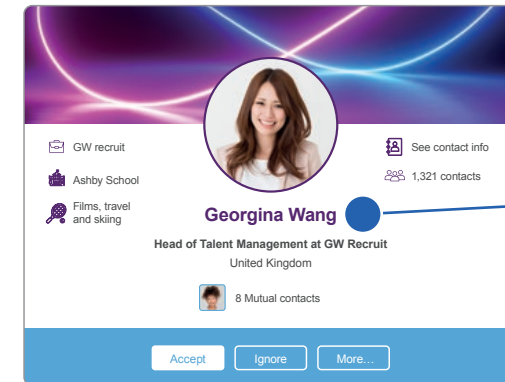 GW recruit
Ashby School
Films, travel
and skiing
See contact info
1,321 contacts
Georgina Wang
Head of Talent Management at GW Recruit
United Kingdom
8 Mutual contacts
Accept
Ignore
More...